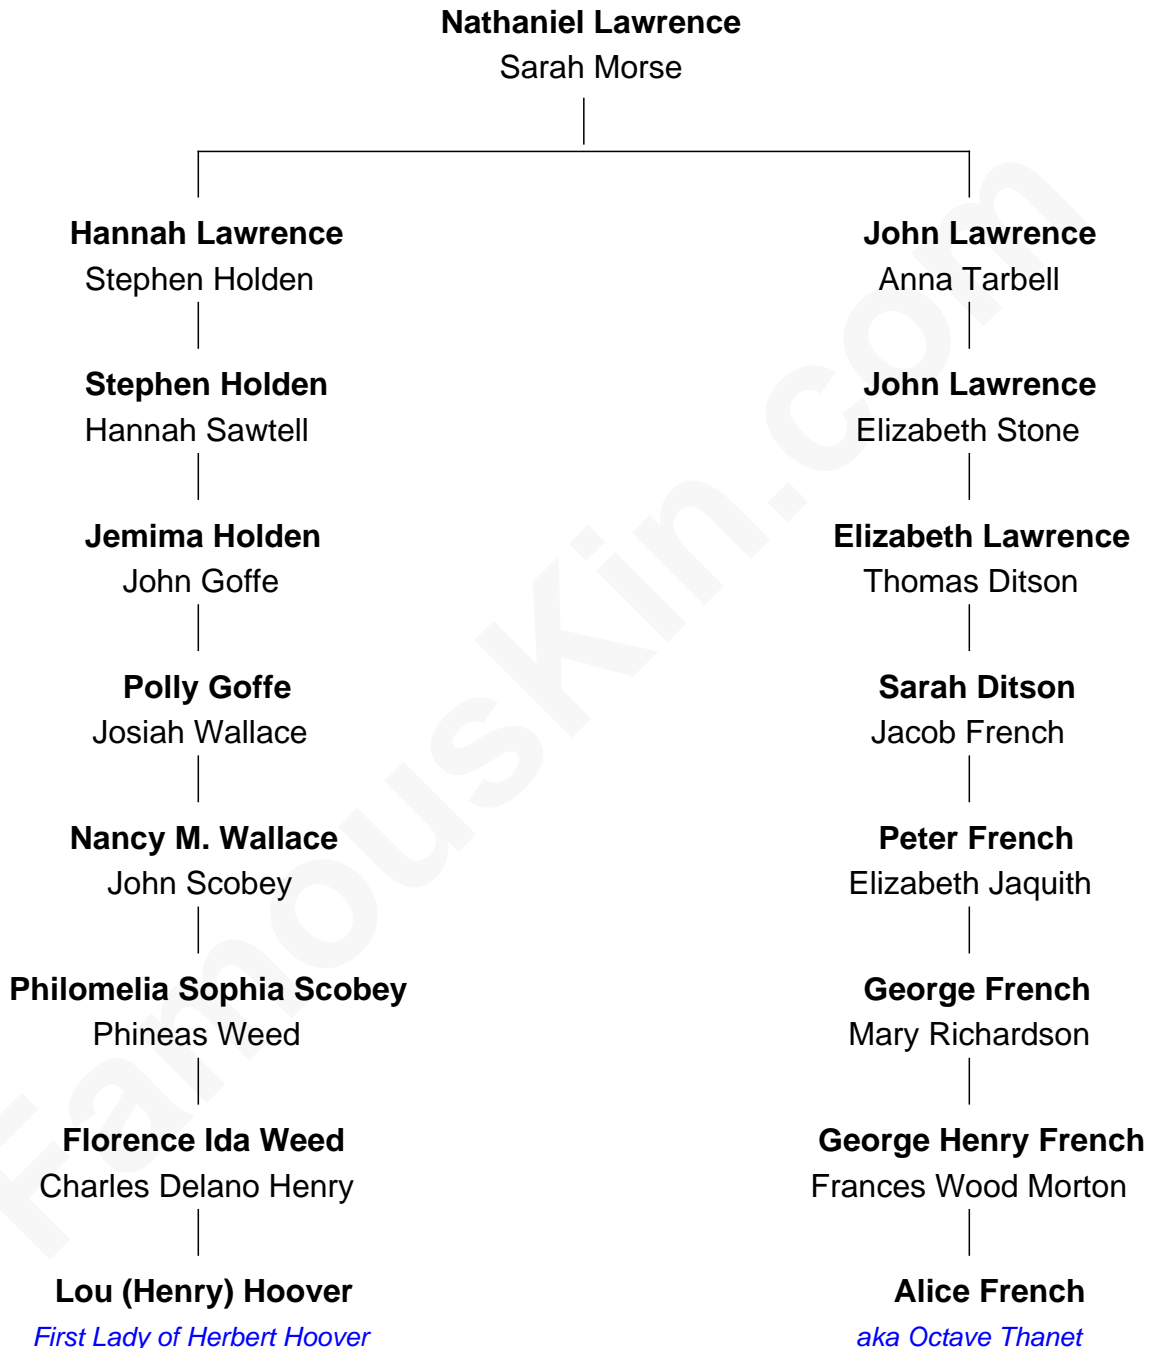 Nathaniel Lawrence
Sarah Morse
Hannah Lawrence
Stephen Holden
Stephen Holden
Hannah Sawtell
Jemima Holden
John Goffe
Polly Goffe
Josiah Wallace
Nancy M. Wallace
John Scobey
Philomelia Sophia Scobey
Phineas Weed
Florence Ida Weed
Charles Delano Henry
Lou (Henry) Hoover
First Lady of Herbert Hoover
John Lawrence
Anna Tarbell
John Lawrence
Elizabeth Stone
Elizabeth Lawrence
Thomas Ditson
Sarah Ditson
Jacob French
Peter French
Elizabeth Jaquith
George French
Mary Richardson
George Henry French
Frances Wood Morton
Alice French
aka Octave Thanet
FamousKin.com